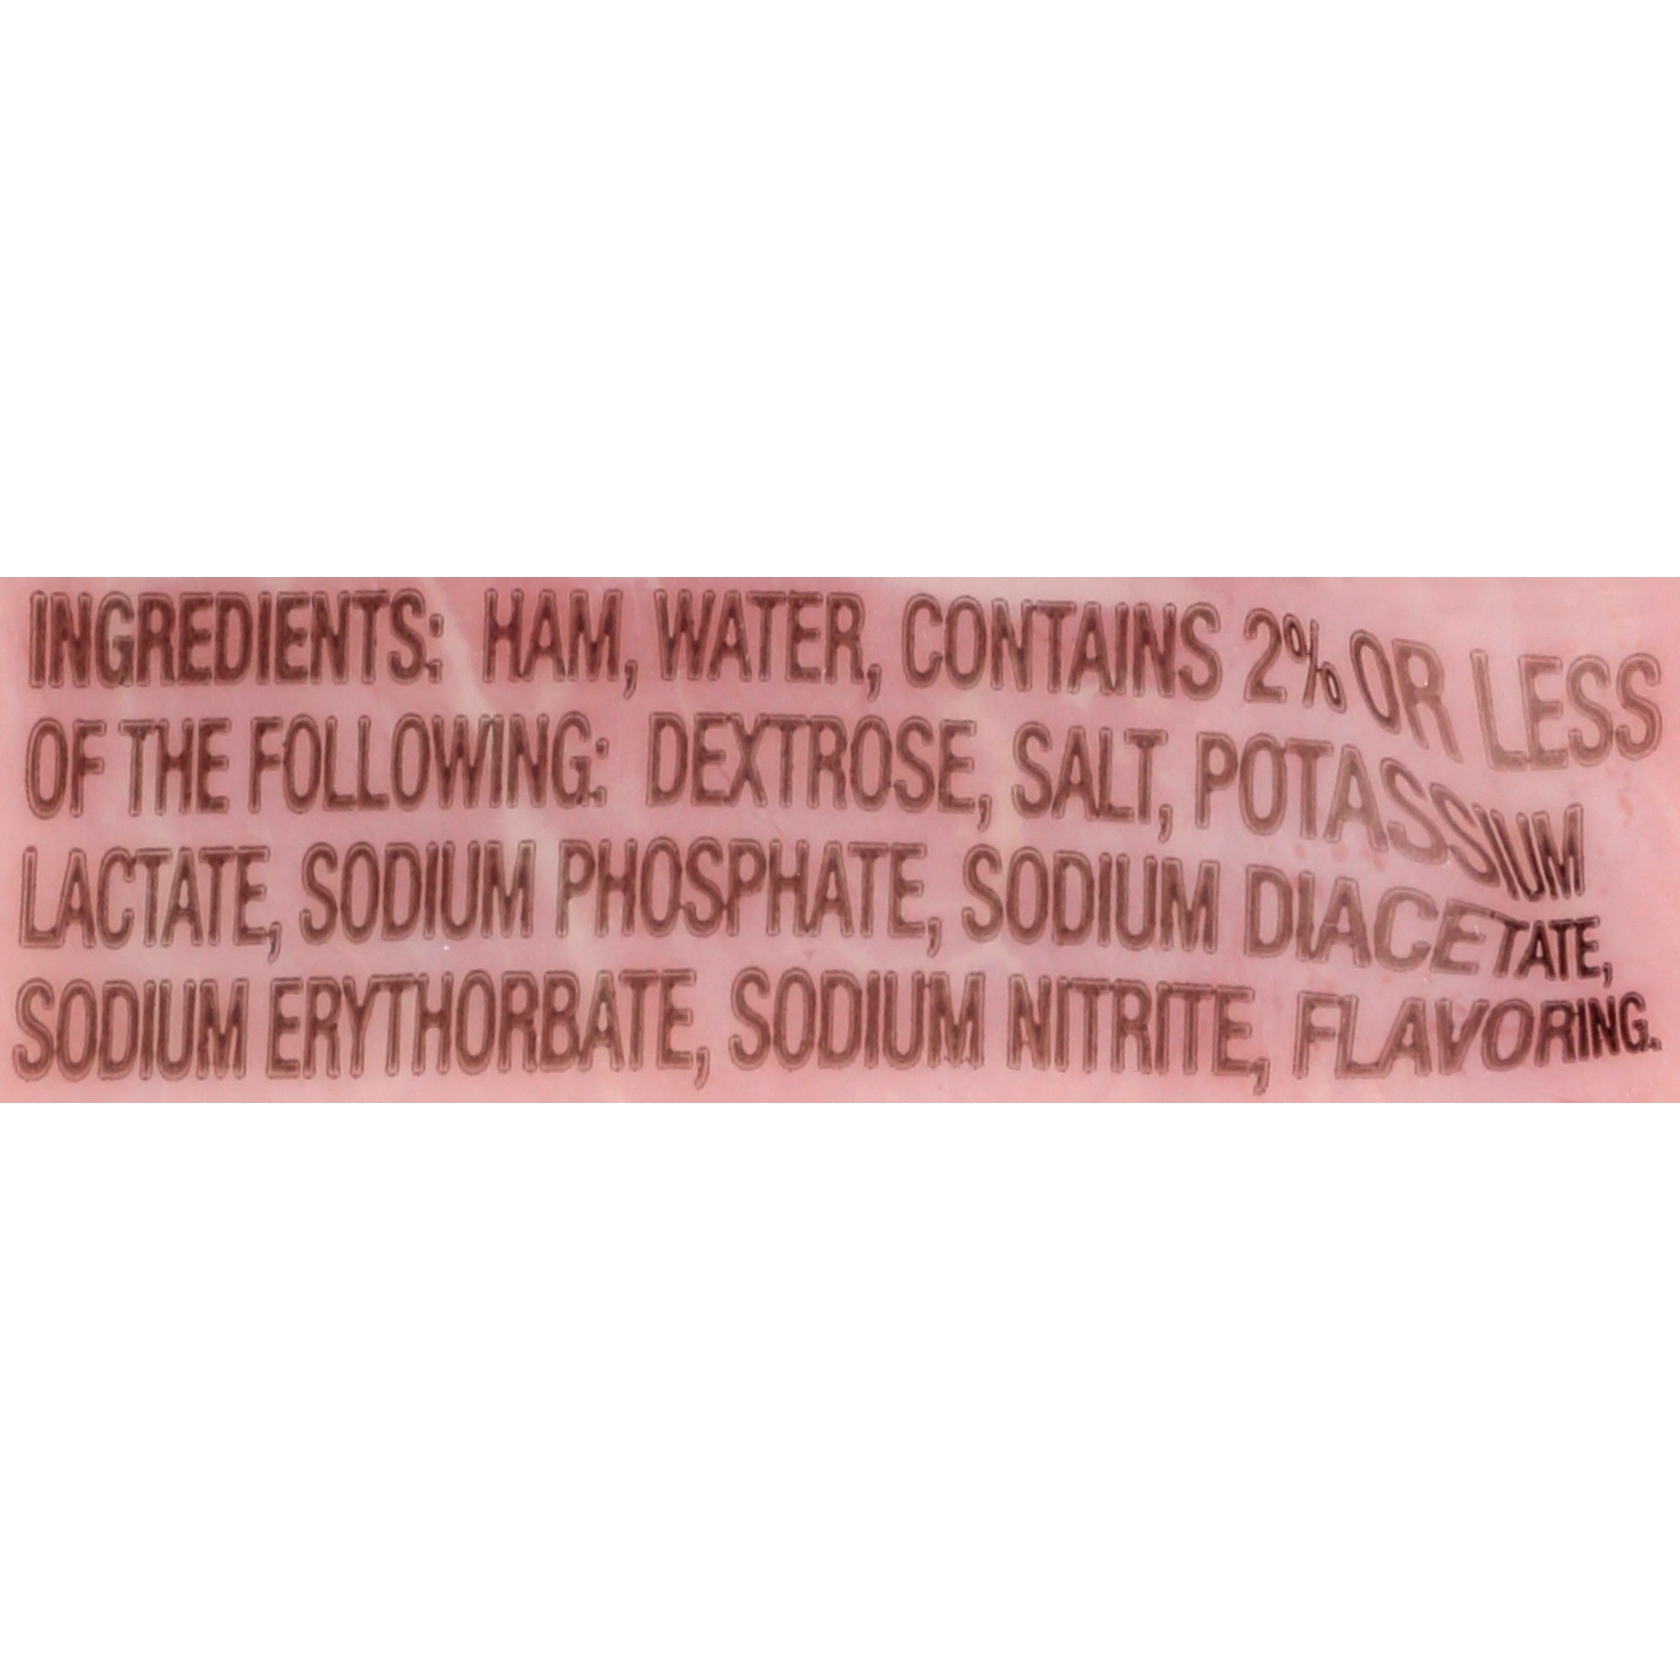 INGREDIENTS: HAM, WATER, CONTAINS 2% OR LESS
OF THE FOLLOWING: DEXTROSE, SALT, POTASSIUM
LACTATE, SODIUM PHOSPHATE, SODIUM DIACETATE,
SODIUM ERYTHORBATE, SODIUM NITRITE, FLAVORING.